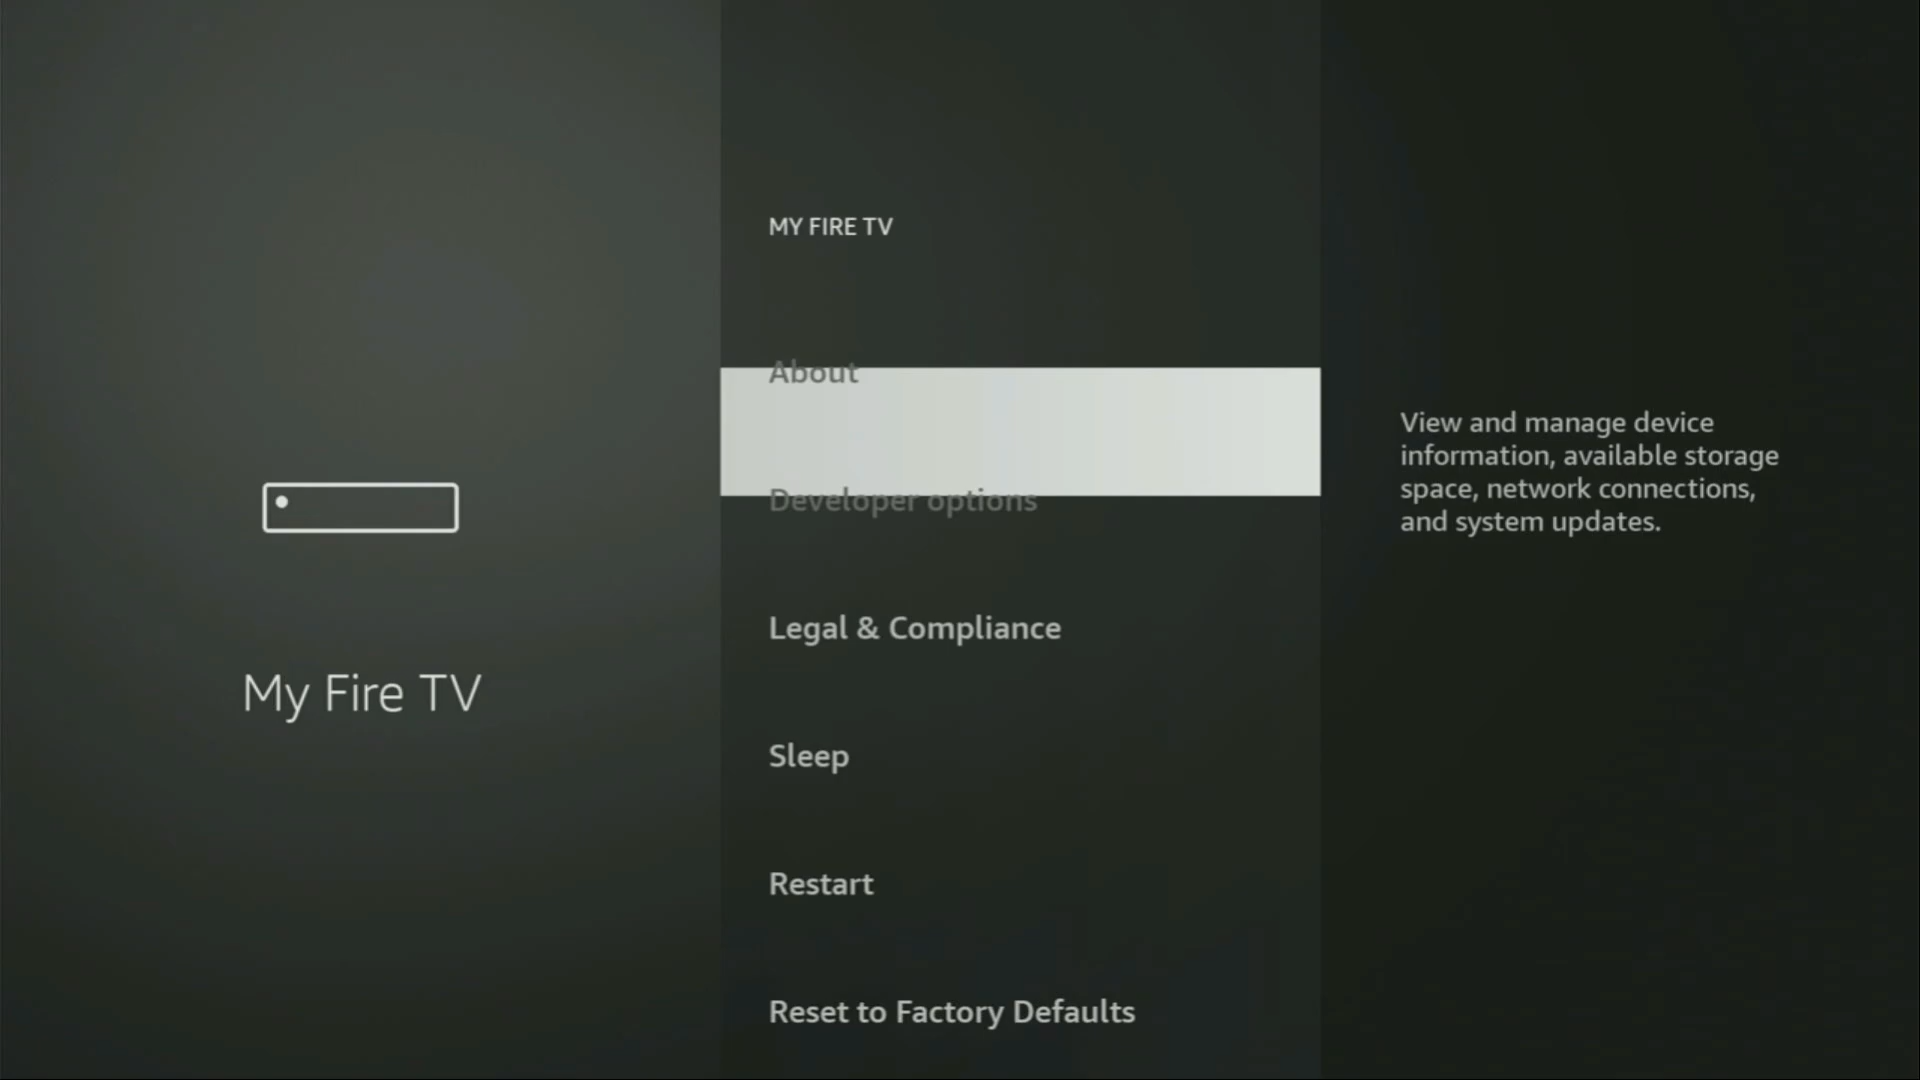 My Fire TV
MY FIRE TV
About
Developer options
Legal & Compliance
Sleep
Restart
Reset to Factory Defaults
View and manage device
information, available storage
space, network connections,
and system updates.